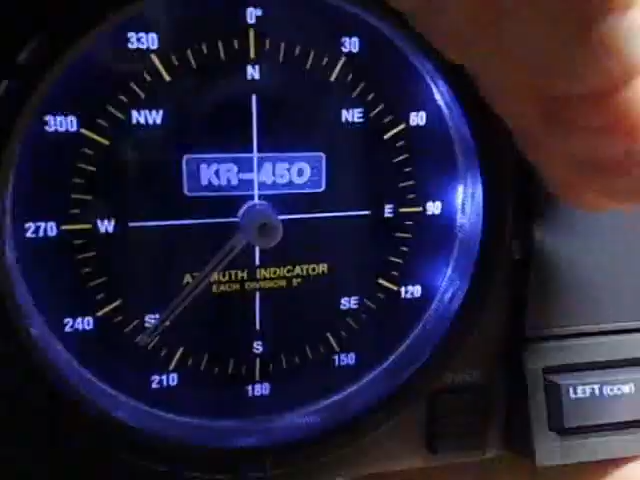 0°
330
30
N
NW
NE
300
60
KR-450
270
W
E
90
AZIMUTH INDICATOR
EACH DIVISION 5°
SE
120
240
S
150
210
180
LEFT (CCW)